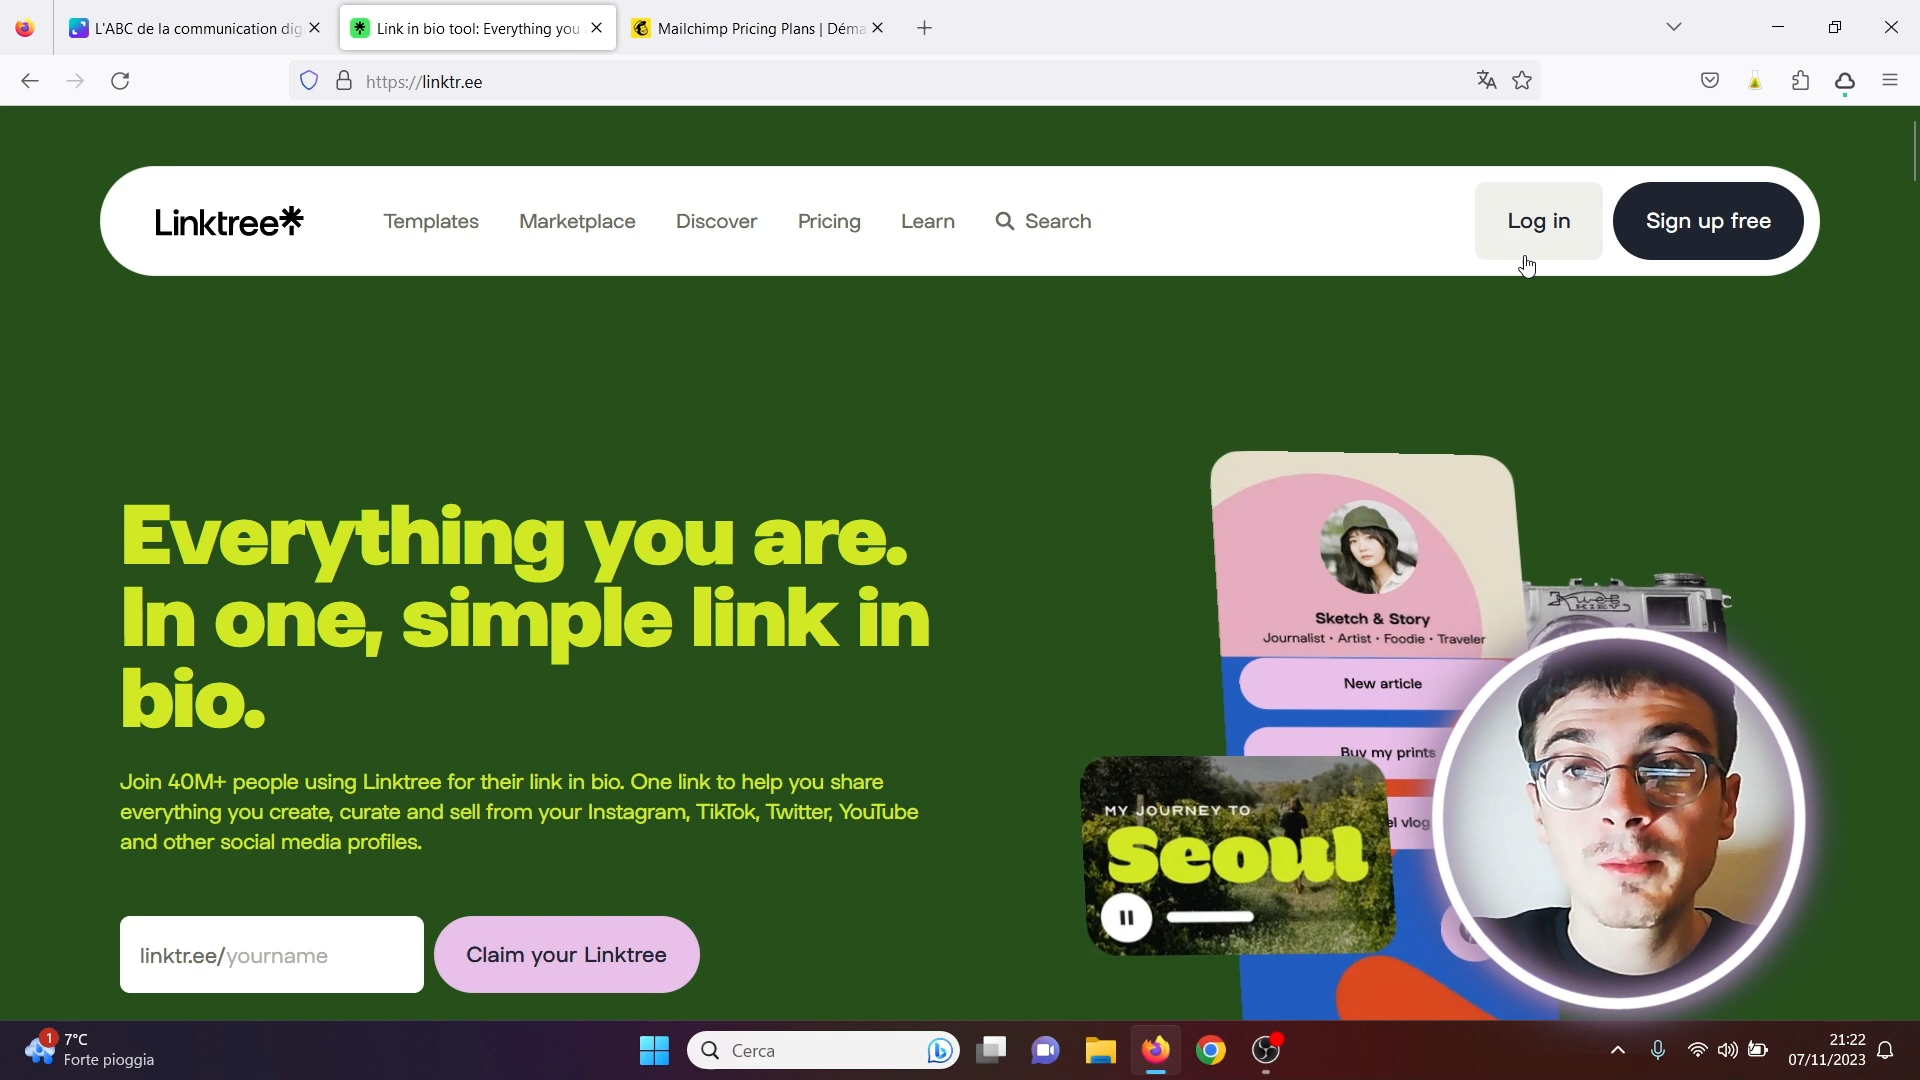 L'ABC de la communication dig
Link in bio tool: Everything you
Mailchimp Pricing Plans | Déma
https://linktr.ee
Linktree
Templates
Marketplace
Discover
Pricing
Learn
Search
Log in
Sign up free
Everything you are.
In one, simple link in
bio.
Join 40M+ people using Linktree for their link in bio. One link to help you share
everything you create, curate and sell from your Instagram, TikTok, Twitter, YouTube
and other social media profiles.
linktr.ee/yourname
Claim your Linktree
Sketch & Story
Journalist • Artist • Foodie • Traveler
New article
Buy my prints
el vlog
MY JOURNEY TO
Seoul
1
7°C
Forte pioggia
Cerca
21:22
07/11/2023